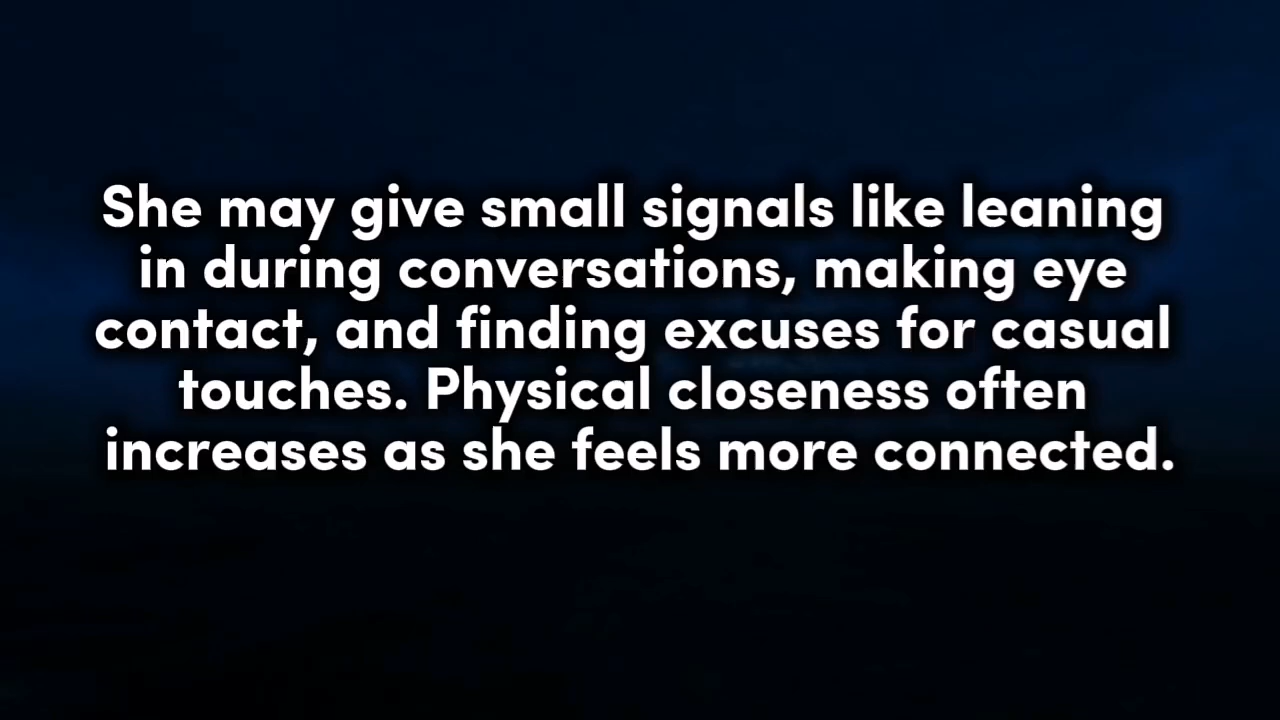 She may give small signals like leaning
in during conversations, making eye
contact, and finding excuses for casual
touches. Physical closeness often
increases as she feels more connected.